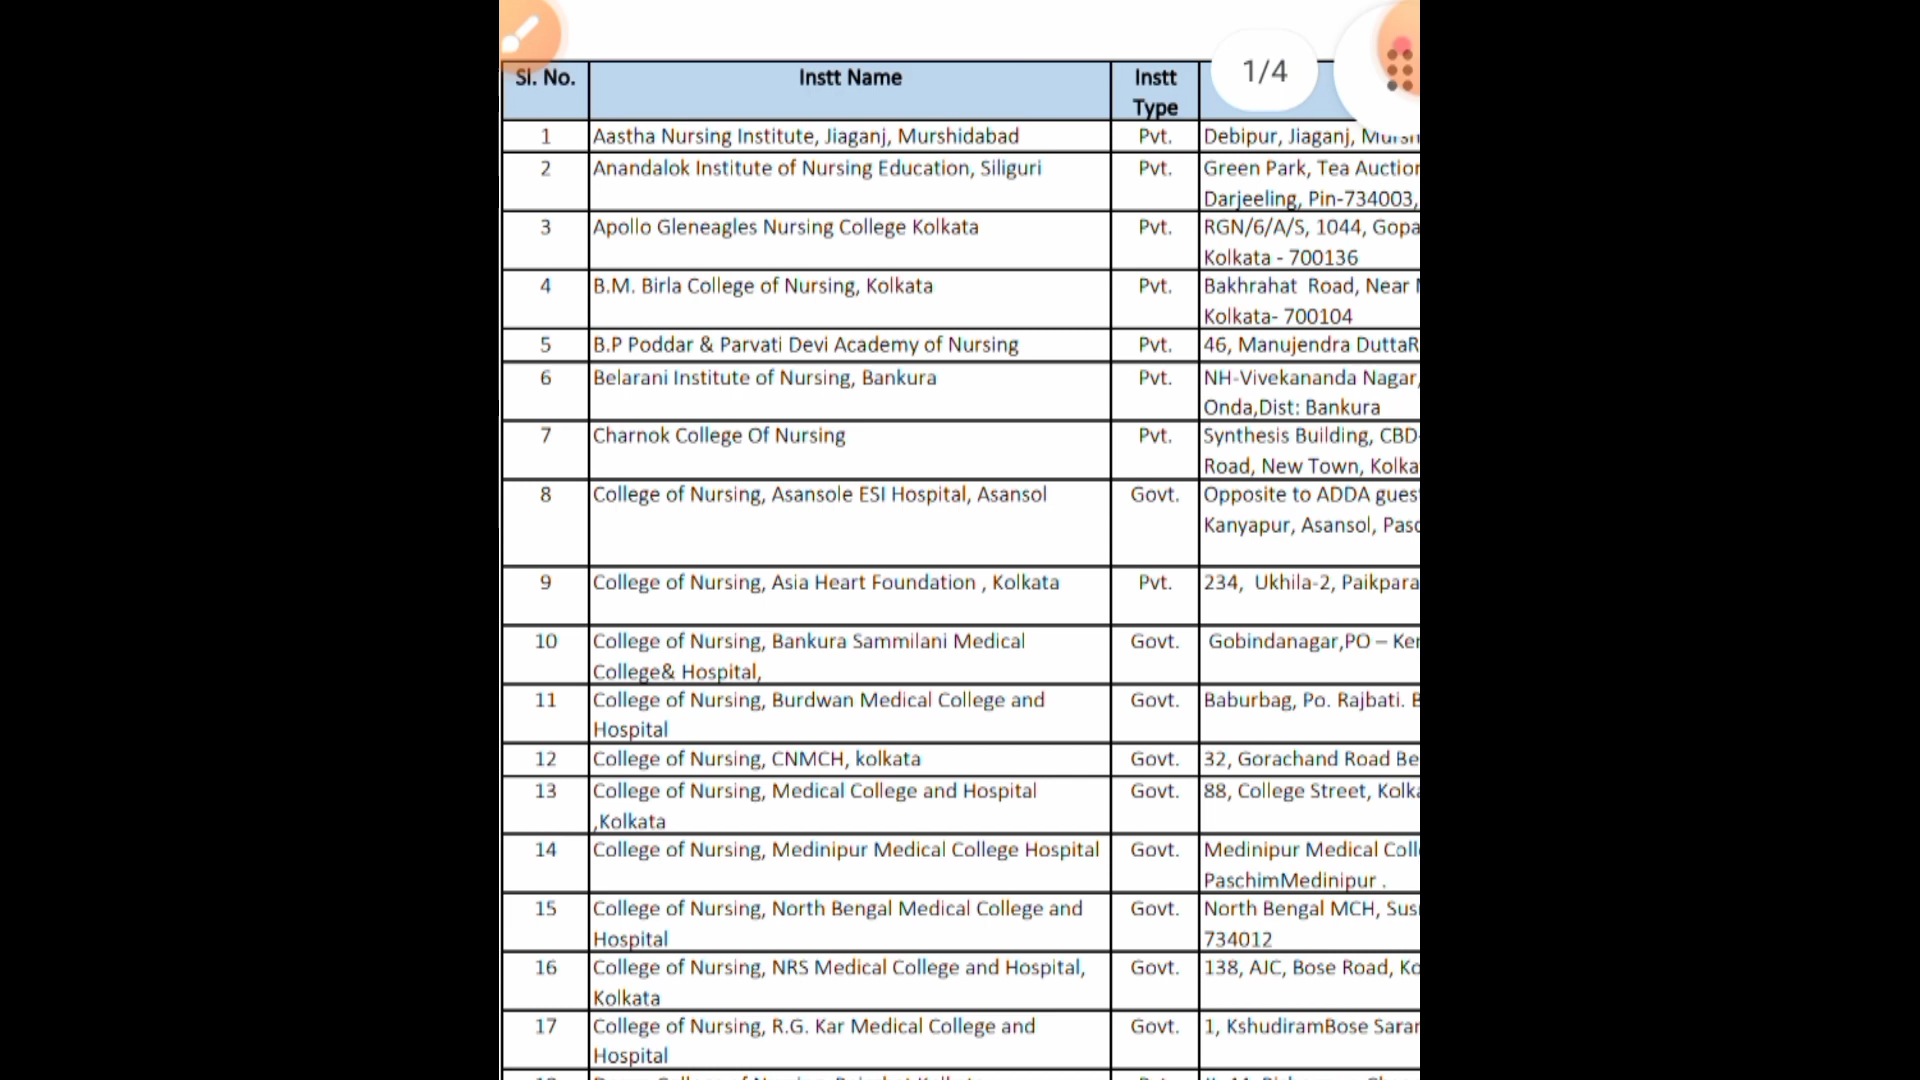 1/4
Sl. No. Instt Name Instt
Type
1 Aastha Nursing Institute, Jiaganj, Murshidabad Pvt. Debipur, Jiaganj,
2 Anandalok Institute of Nursing Education, Siliguri Pvt. Green Park, Tea
Darjeeling, Pin-734003,
3 Apollo Gleneagles Nursing College Kolkata Pvt. RGN/6/A/S, 1044,
Kolkata - 700136
4 B.M. Birla College of Nursing, Kolkata Pvt. Bakhrahat Road, Near
Kolkata- 700104
5 B.P Poddar & Parvati Devi Academy of Nursing Pvt. 46, Manujendra DuttaR
6 Belarani Institute of Nursing, Bankura Pvt. NH-Vivekananda Nagar,
Onda,Dist: Bankura
7 Charnok College Of Nursing Pvt. Synthesis Building, CBD-
Road, New Town, Kolka
8 College of Nursing, Asansole ESI Hospital, Asansol Govt. Opposite to ADDA gues
Kanyapur, Asansol,
9 College of Nursing, Asia Heart Foundation , Kolkata Pvt. 234, Ukhila-2, Paikpara
10 College of Nursing, Bankura Sammilani Medical Govt. Gobindanagar,PO –
College& Hospital,
11 College of Nursing, Burdwan Medical College and Govt. Baburbag, Po. Rajbati.
Hospital
12 College of Nursing, CNMCH, kolkata Govt. 32, Gorachand Road Be
13 College of Nursing, Medical College and Hospital Govt. 88, College Street,
,Kolkata
14 College of Nursing, Medinipur Medical College Hospital Govt. Medinipur Medical
PaschimMedinipur .
15 College of Nursing, North Bengal Medical College and Govt. North Bengal MCH,
Hospital 734012
16 College of Nursing, NRS Medical College and Hospital, Govt. 138, AJC, Bose Road,
Kolkata
17 College of Nursing, R.G. Kar Medical College and Govt. 1, KshudiramBose
Hospital